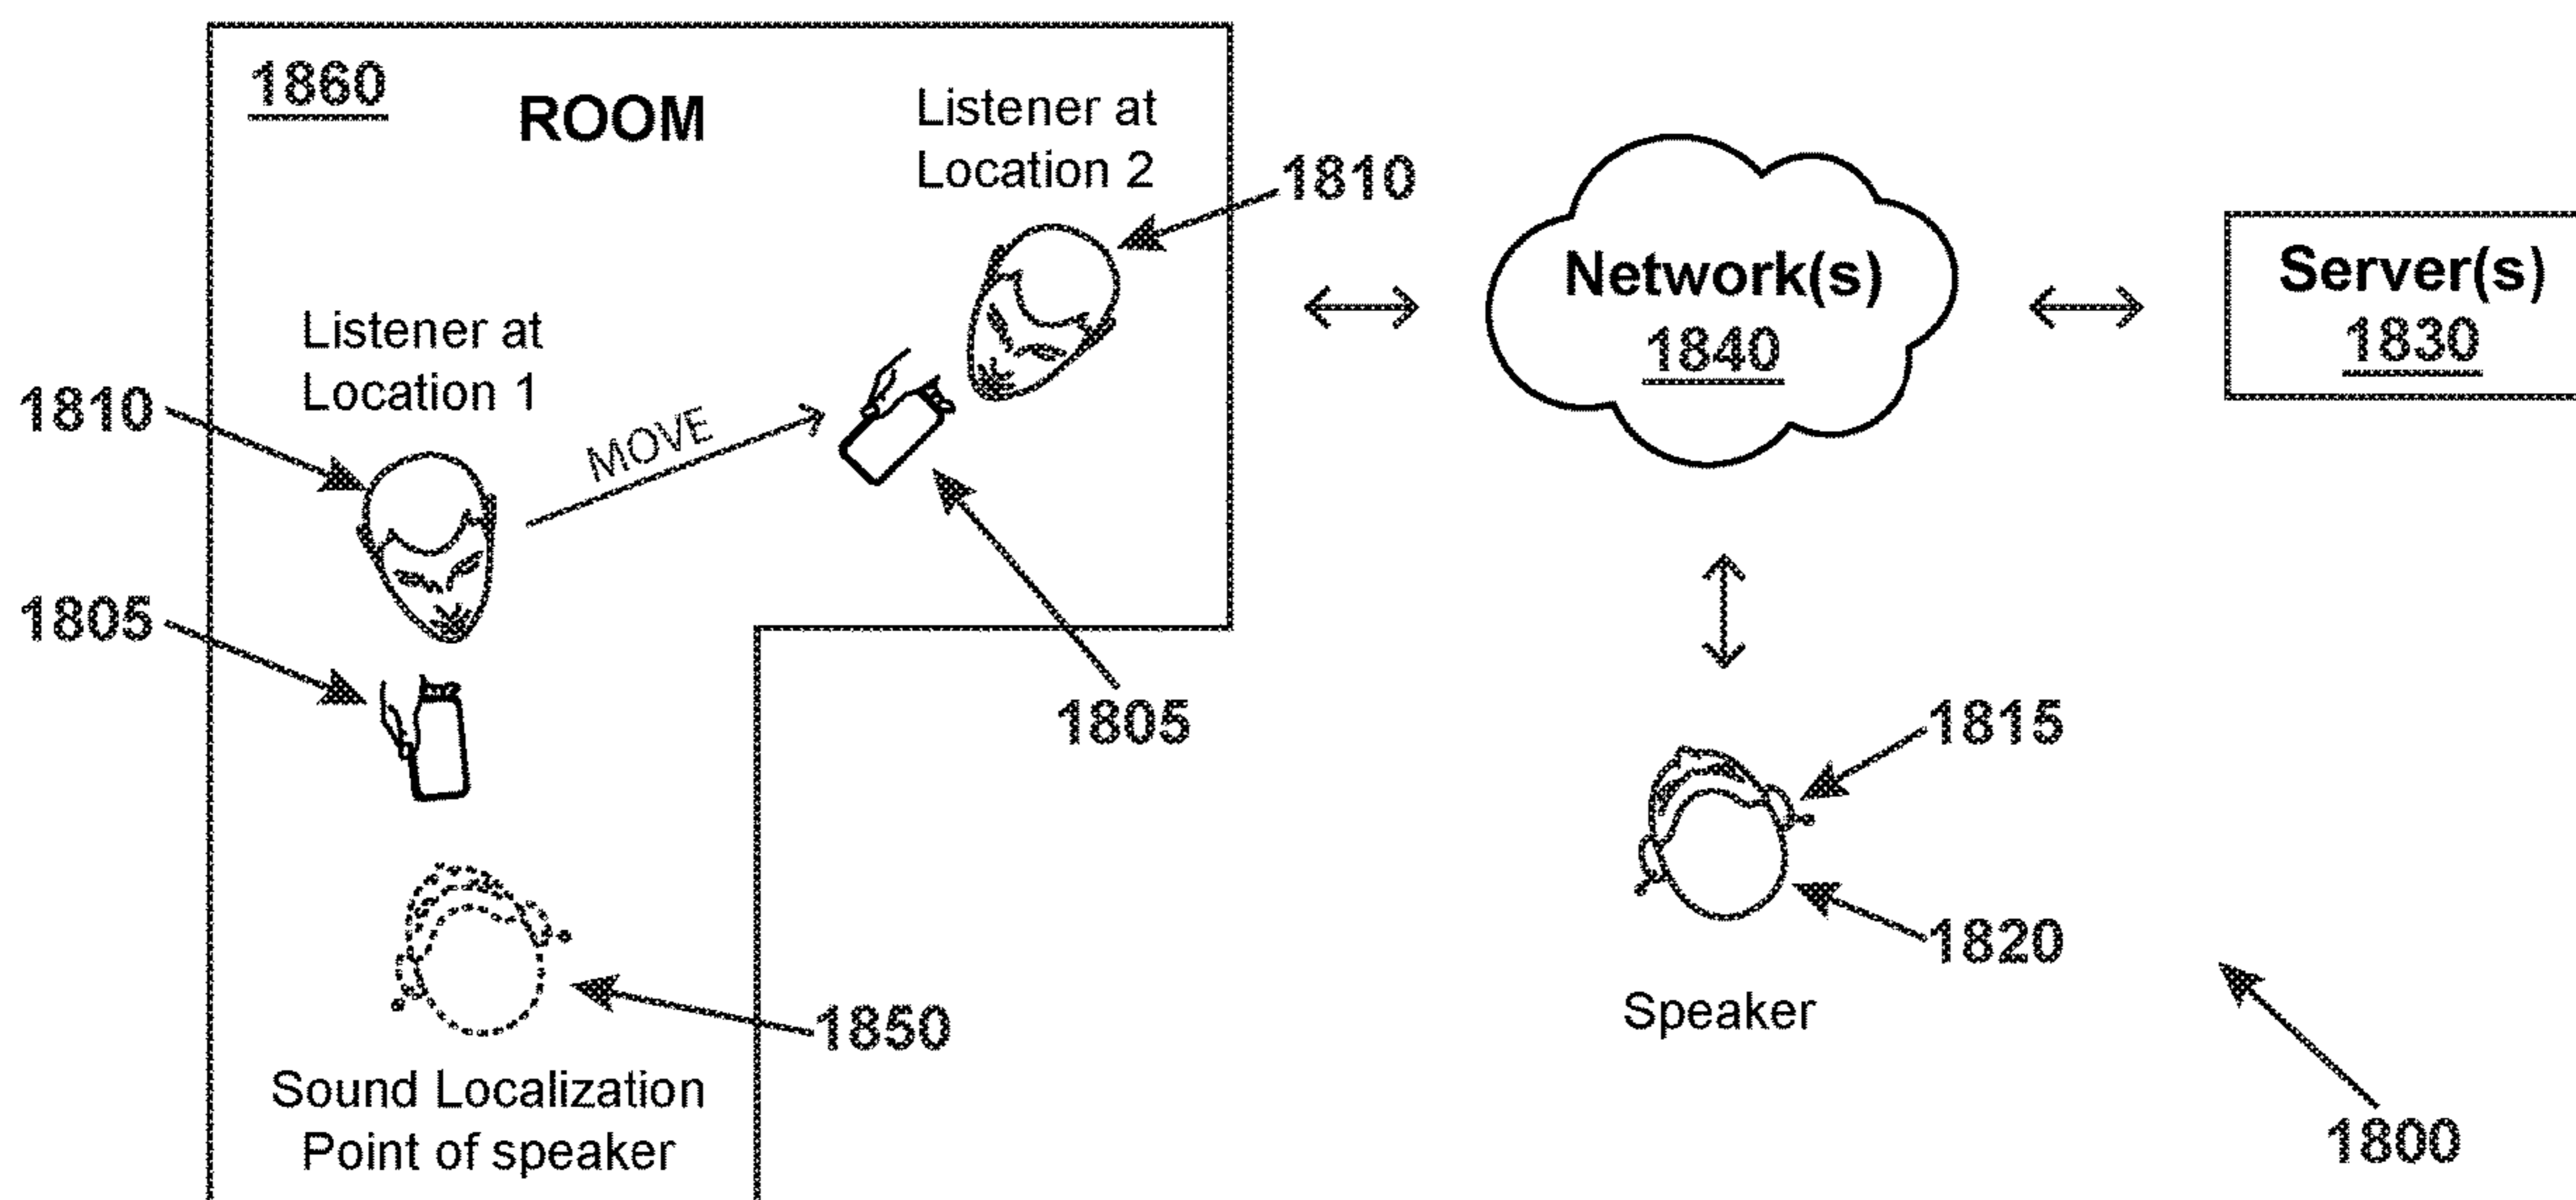 1860
ROOM
Listener at
Location 2
1810
Listener at
Location 1
1810
MOVE
1805
1805
1850
Sound Localization
Point of speaker
Network(s)
1840
Server(s)
1830
1815
1820
Speaker
1800